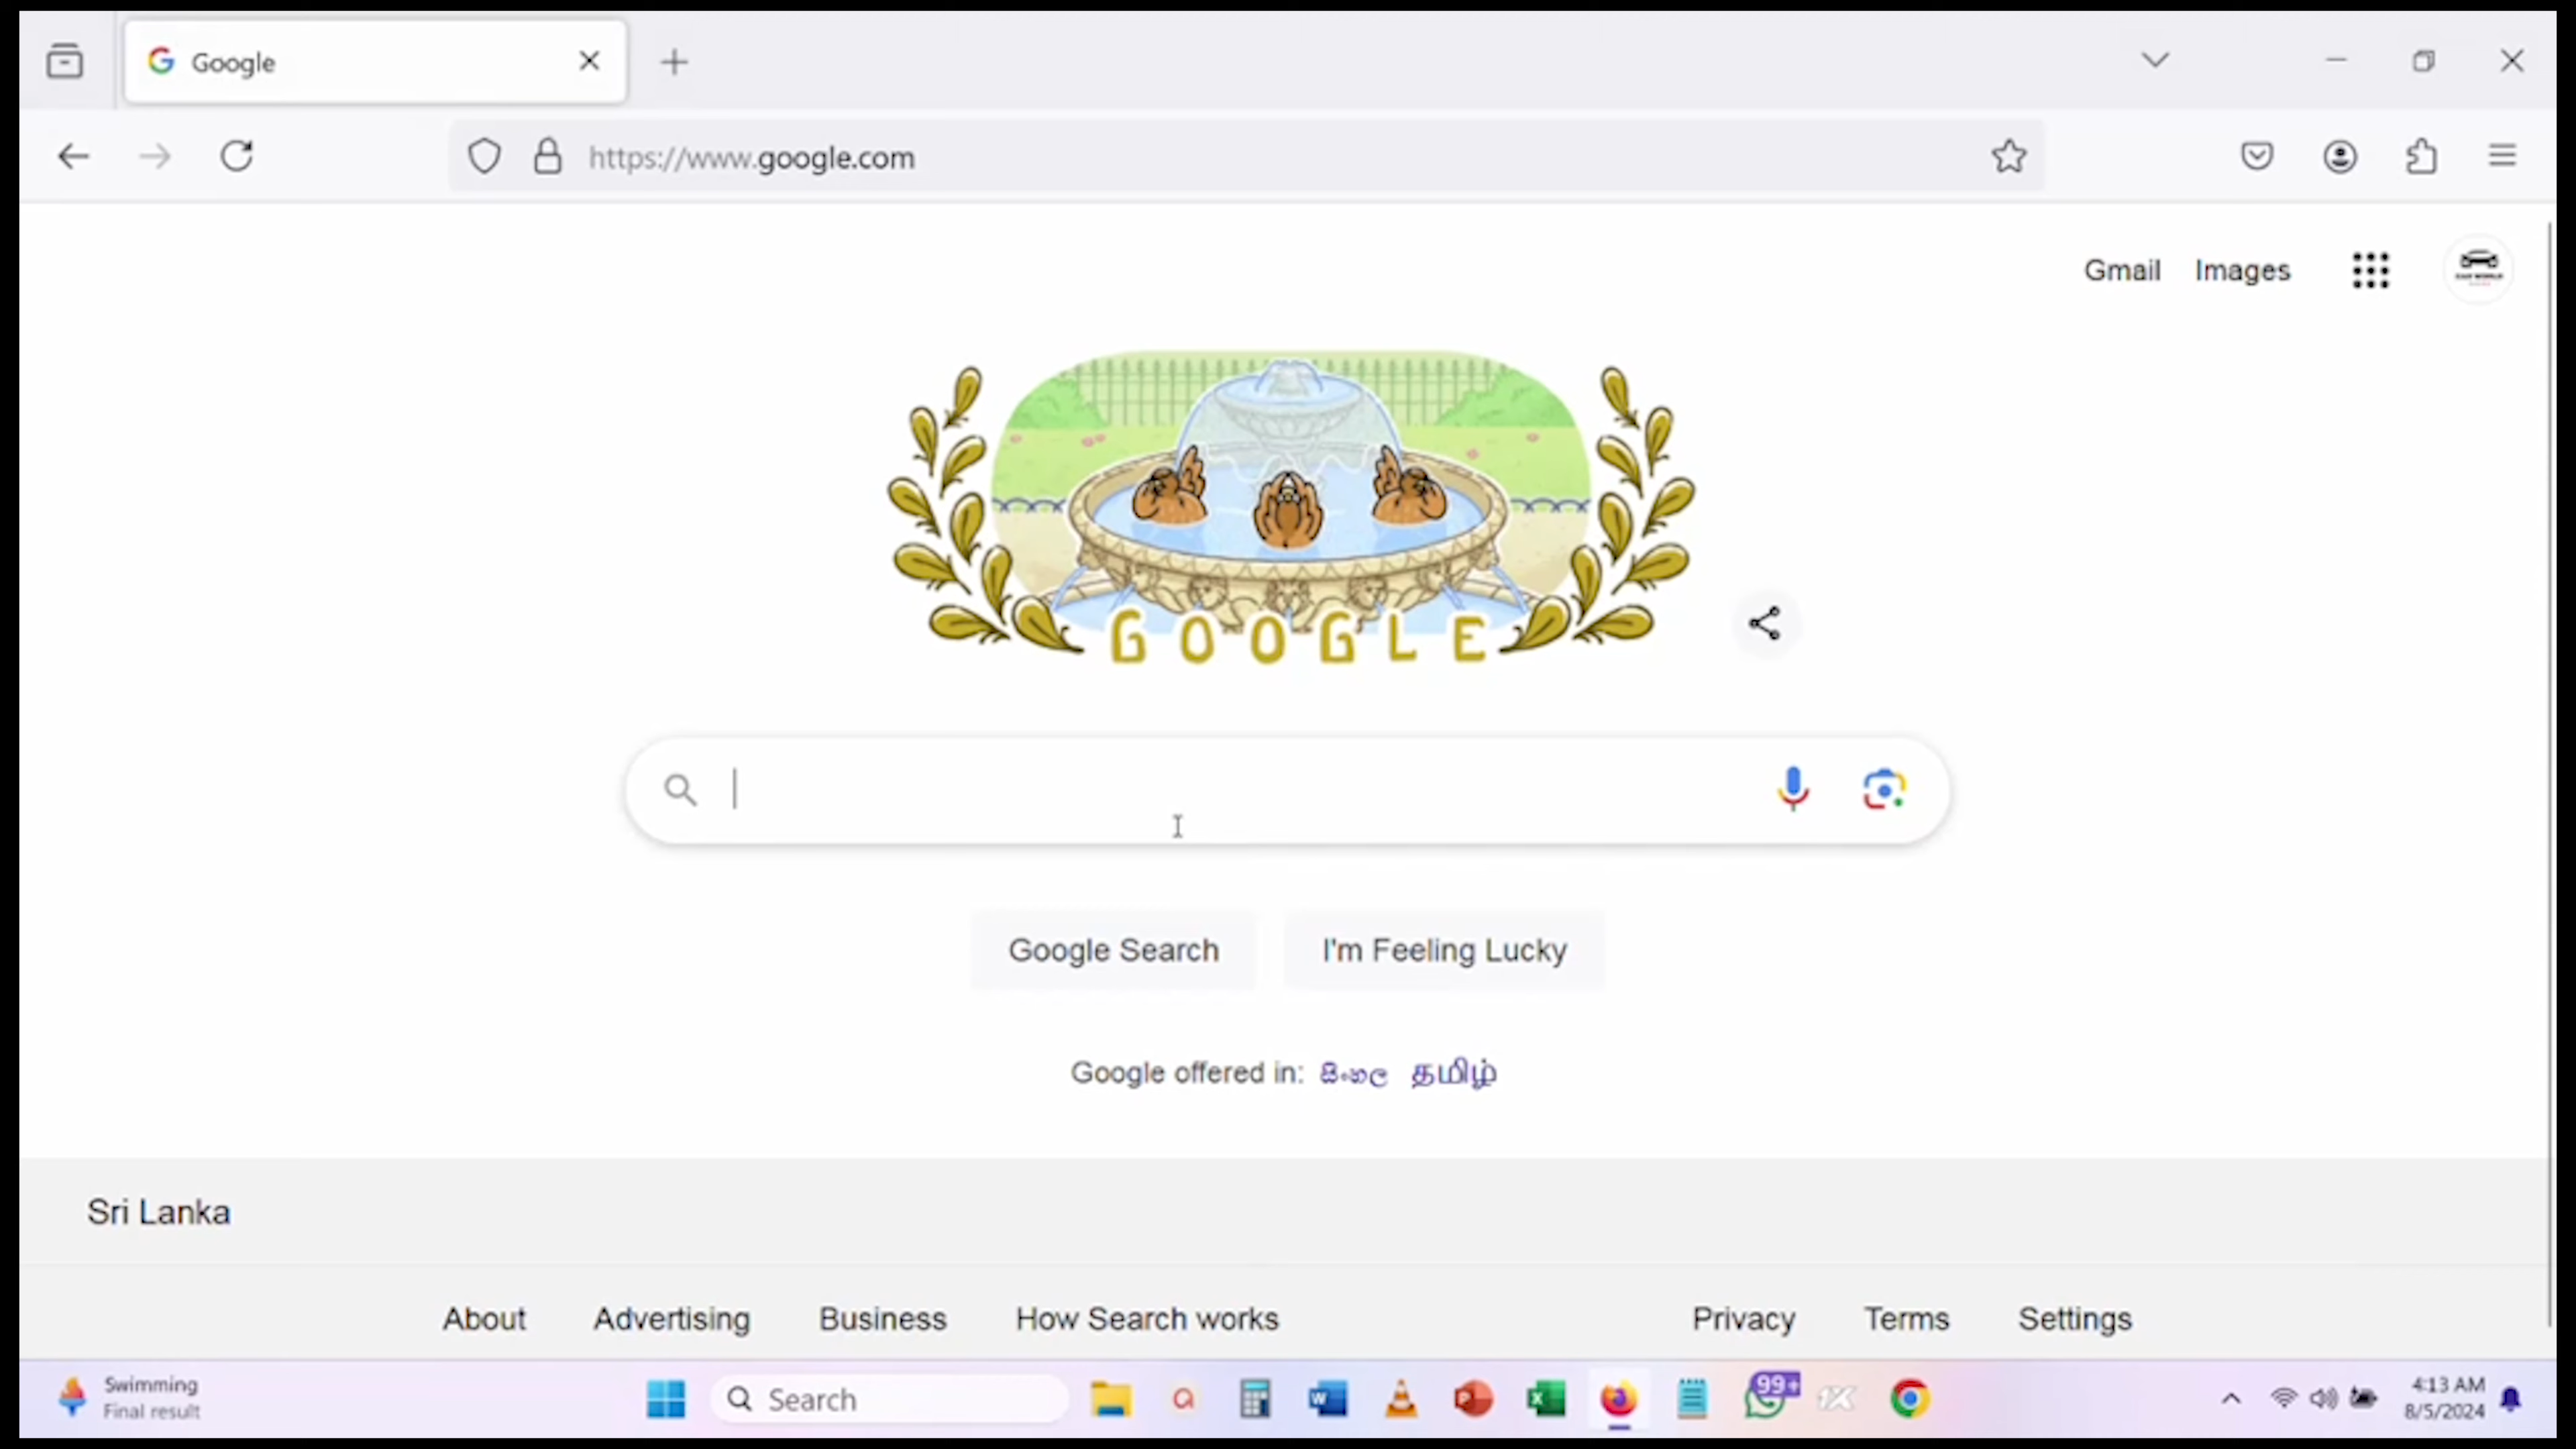 Google
https://www.google.com
Gmail Images
CAR WORLD
GOOGLE
Google Search I'm Feeling Lucky
Google offered in: සිංහල தமிழ்
Sri Lanka
About Advertising Business How Search works Privacy Terms Settings
Swimming
Final result
Search
99+
4:13 AM
8/5/2024